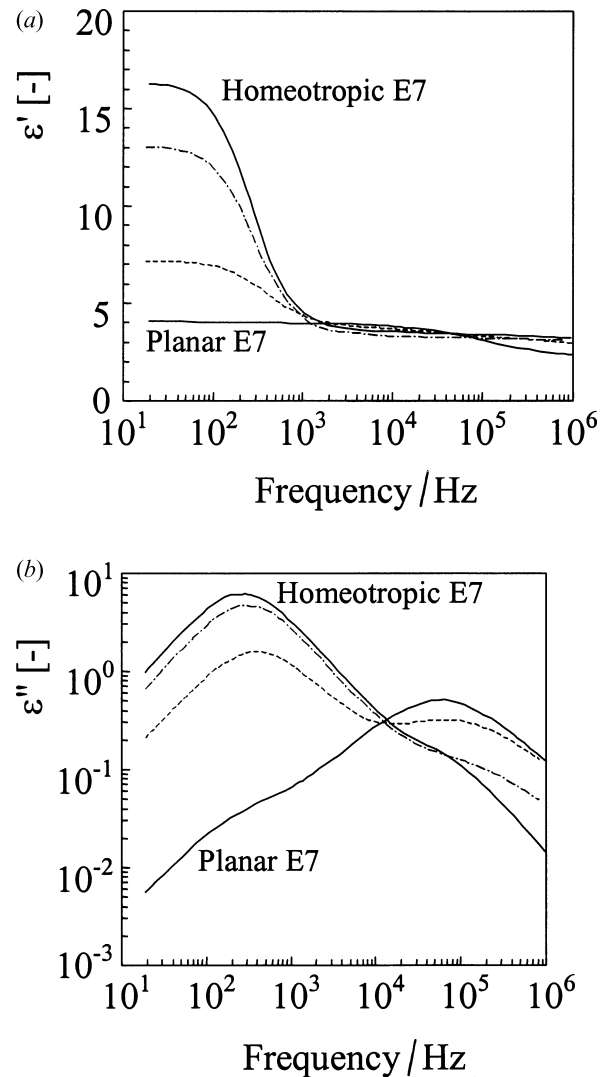 (a)
20
15
10
5
0
ε' [-]
Homeotropic E7
Planar E7
10¹ 10² 10³ 10⁴ 10⁵ 10⁶
Frequency/Hz
(b)
10¹
10⁰
10⁻¹
10⁻²
10⁻³
ε" [-]
Homeotropic E7
Planar E7
10¹ 10² 10³ 10⁴ 10⁵ 10⁶
Frequency/Hz